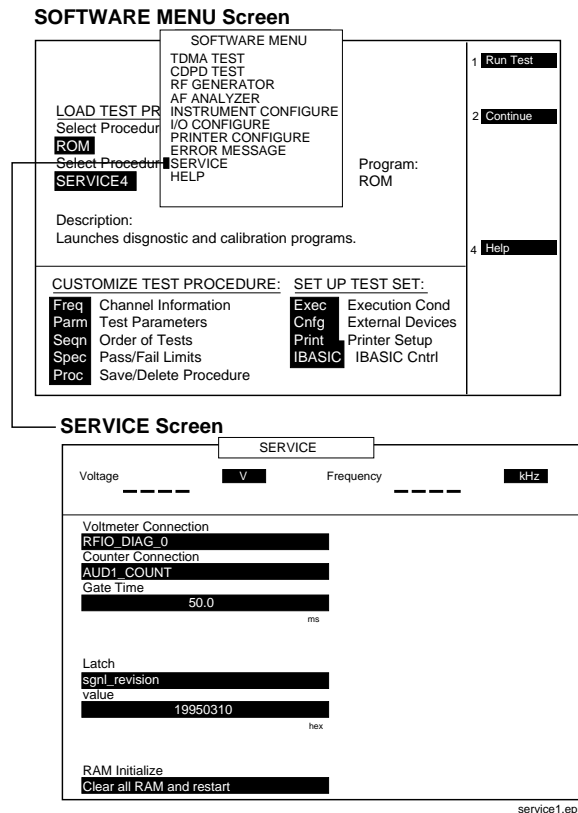 SOFTWARE MENU Screen
SOFTWARE MENU
TDMA TEST
CDPD TEST
RF GENERATOR
AF ANALYZER
INSTRUMENT CONFIGURE
I/O CONFIGURE
PRINTER CONFIGURE
ERROR MESSAGE
SERVICE
HELP
LOAD TEST PR
Select Procedur
ROM
Select Procedur
SERVICE4
Program:
ROM
Description:
Launches disgnostic and calibration programs.
1 Run Test
2 Continue
4 Help
CUSTOMIZE TEST PROCEDURE:
Freq Channel Information
Parm Test Parameters
Seqn Order of Tests
Spec Pass/Fail Limits
Proc Save/Delete Procedure
SET UP TEST SET:
Exec Execution Cond
Cnfg External Devices
Print Printer Setup
IBASIC IBASIC Cntrl
SERVICE Screen
SERVICE
Voltage V Frequency kHz
Voltmeter Connection
RFIO_DIAG_0
Counter Connection
AUD1_COUNT
Gate Time
50.0
ms
Latch
sgnl_revision
value
19950310
hex
RAM Initialize
Clear all RAM and restart
service1.ep